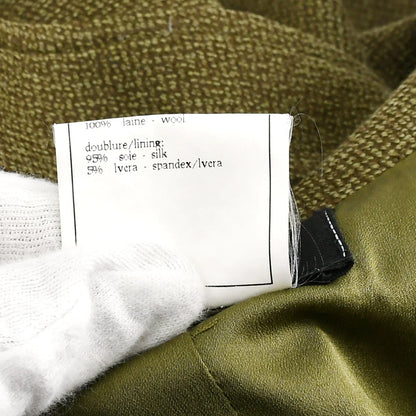 100% laine - wool
doublure/lining:
95% soie - silk
5% lycra - spandex/lycra